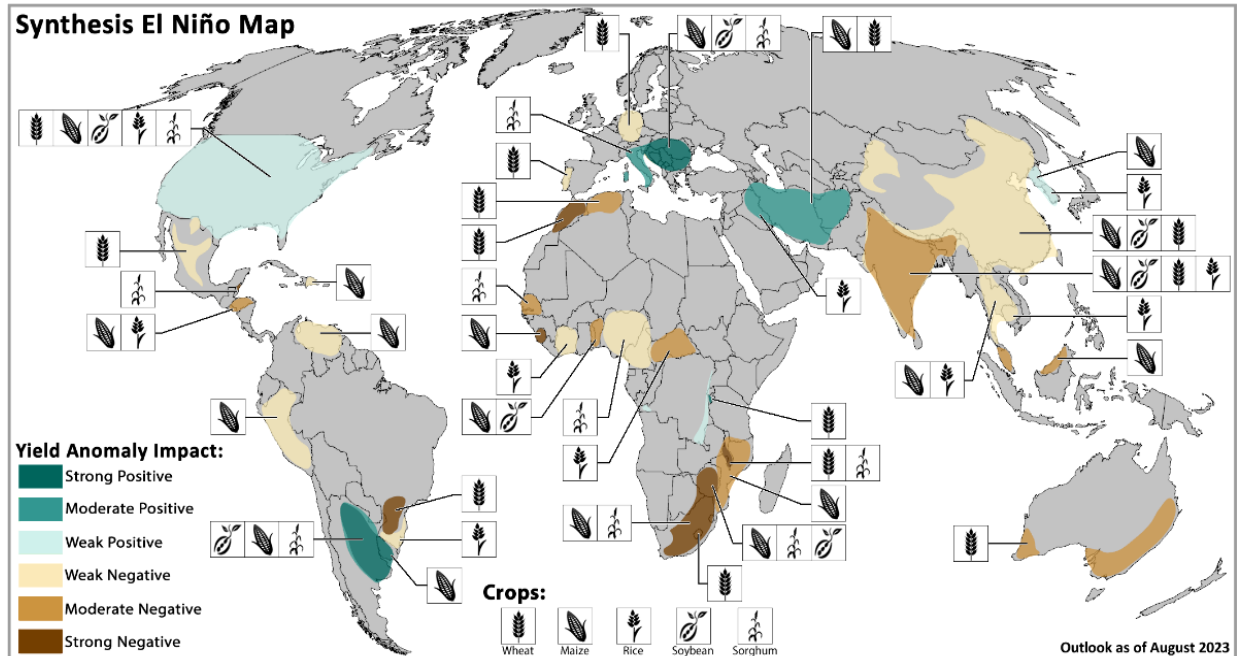 Synthesis El Niño Map
Yield Anomaly Impact:
Strong Positive
Moderate Positive
Weak Positive
Weak Negative
Moderate Negative
Strong Negative
Crops:
Wheat Maize Rice Soybean Sorghum
Outlook as of August 2023